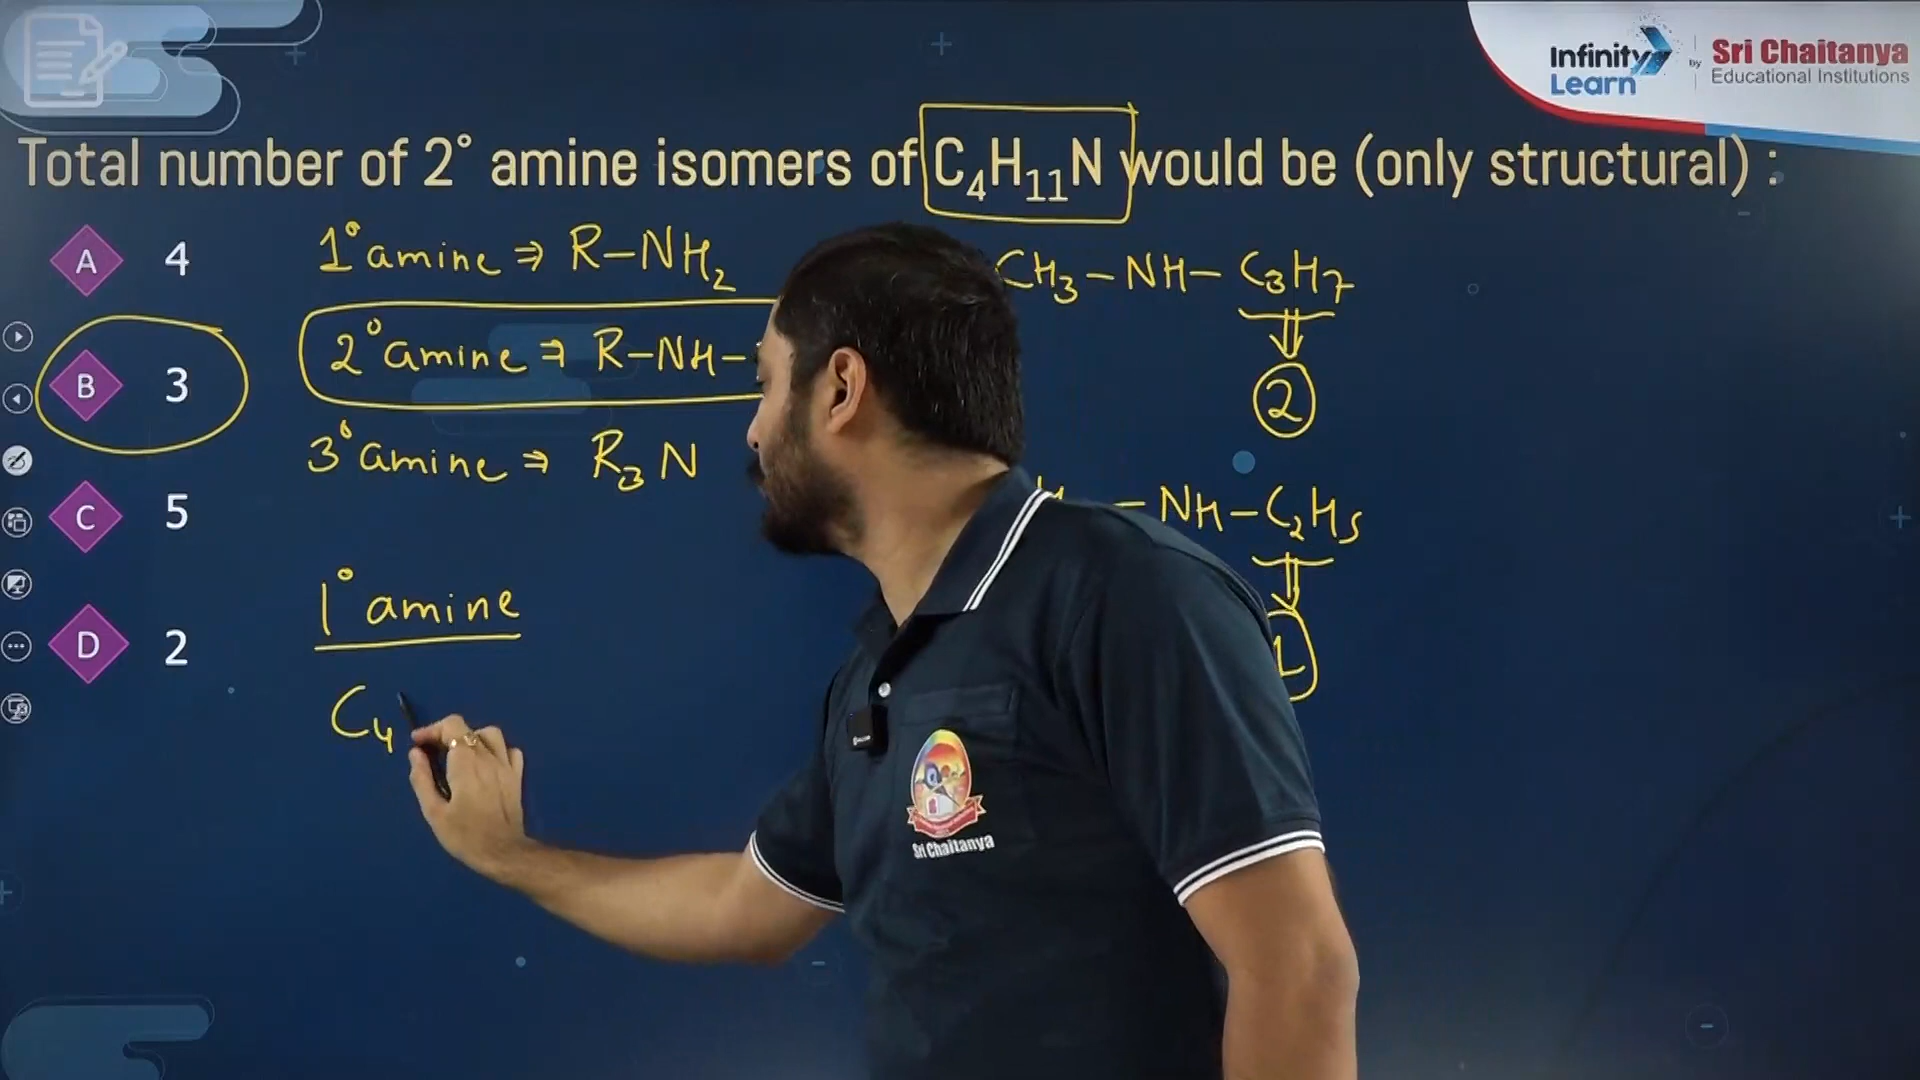 Infinity Learn by Sri Chaitanya Educational Institutions
Total number of 2° amine isomers of C₄H₁₁N would be (only structural) :
A 4
B 3
C 5
D 2
1° amine ⇒ R–NH₂
2° amine ⇒ R–NH–
3° amine ⇒ R₃N
1° amine
C₄
CH₃–NH–C₃H₇
2
–NH–C₂H₅
1
Sri Chaitanya